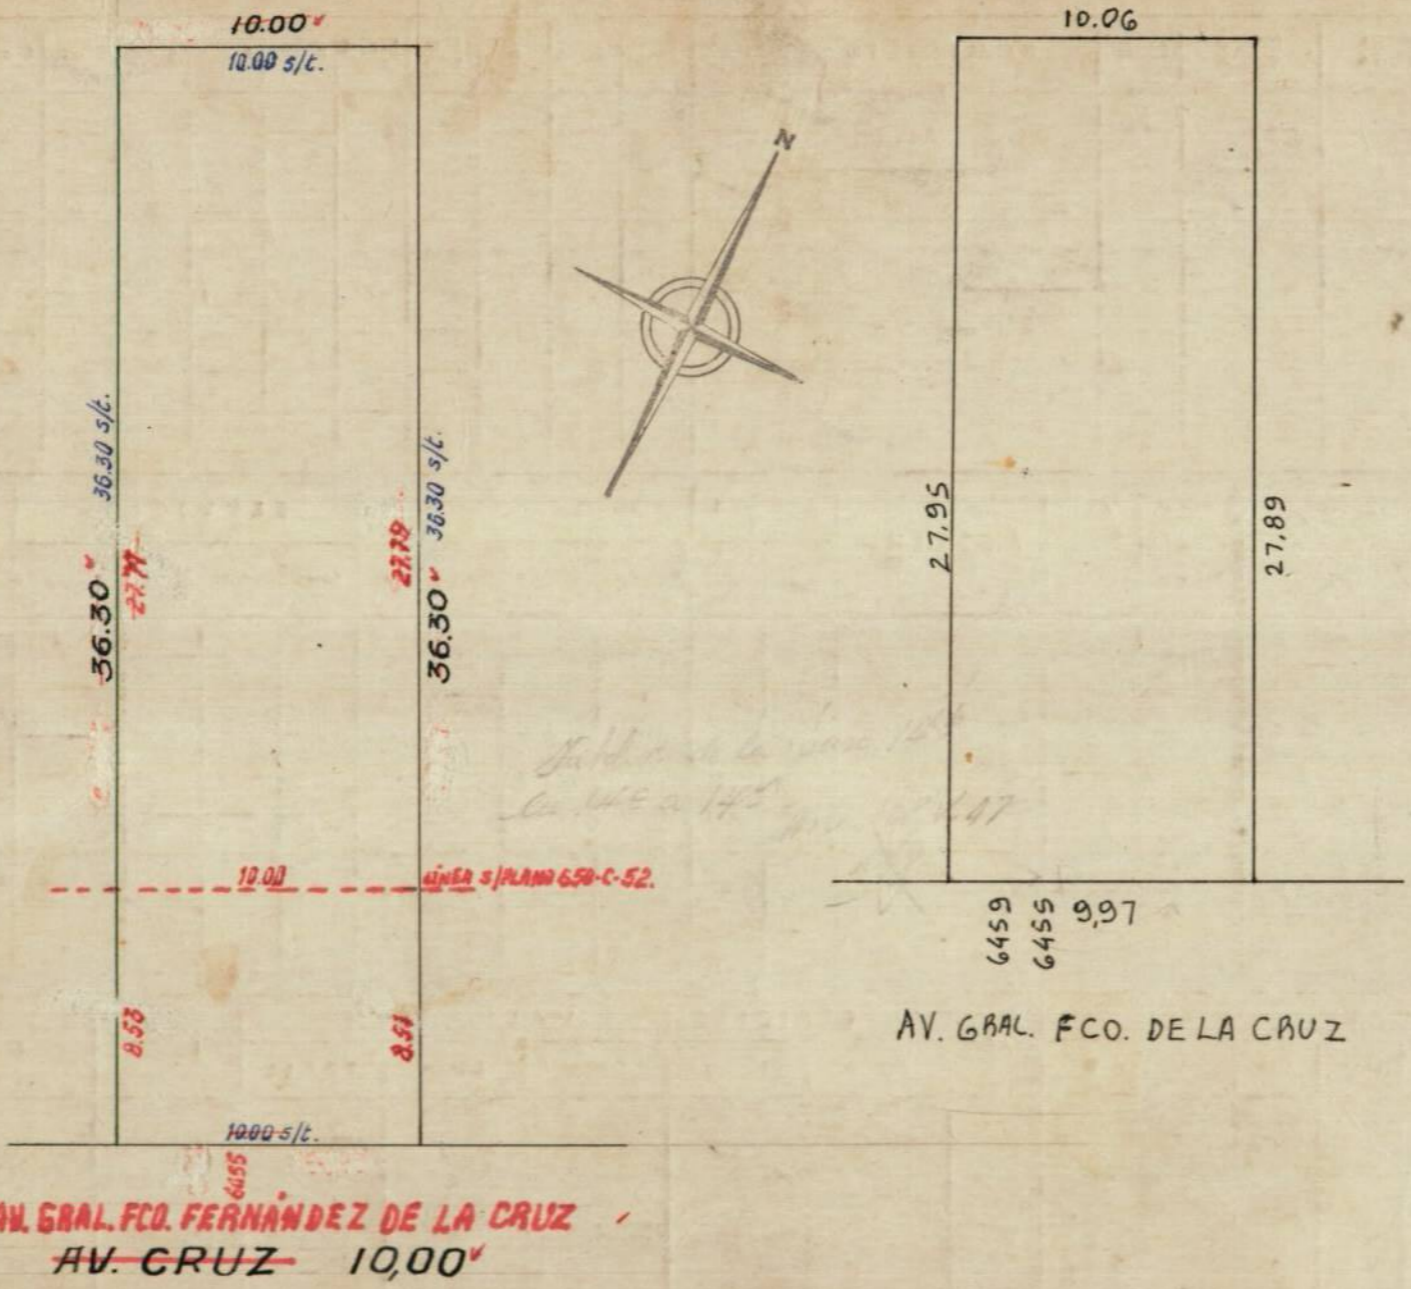 10.00
10.00 s/t.
36.30 s/t.
36.30
27.79
36.30 s/t.
36.30
10.00
LÍNEA S/PLANO 650-C-52.
8.53
8.51
10.00 s/t.
6455
AV. GRAL. FCO. FERNÁNDEZ DE LA CRUZ
AV. CRUZ 10,00
N
10.06
27.95
27,89
6459
6455
9,97
AV. GRAL. FCO. DE LA CRUZ